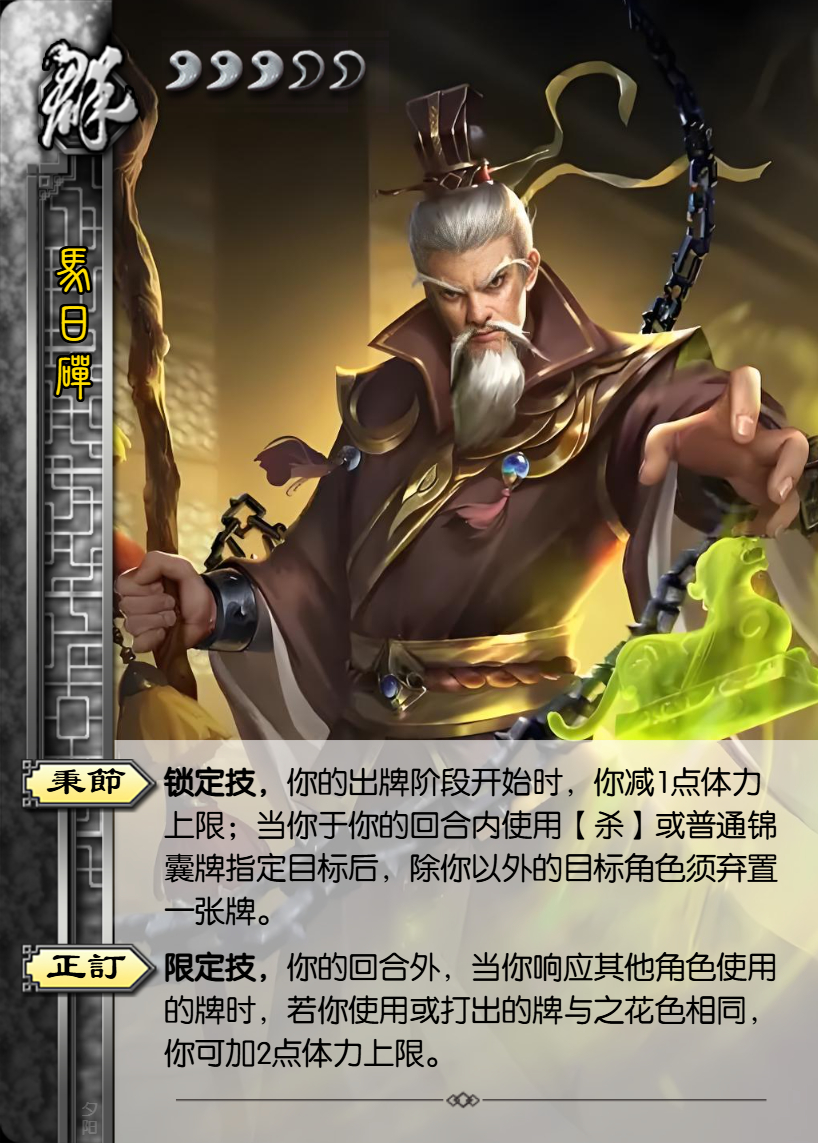 群
馬日磾
秉節
锁定技，你的出牌阶段开始时，你减1点体力
上限；当你于你的回合内使用【杀】或普通锦
囊牌指定目标后，除你以外的目标角色须弃置
一张牌。
正訂
限定技，你的回合外，当你响应其他角色使用
的牌时，若你使用或打出的牌与之花色相同，
你可加2点体力上限。
夕阳